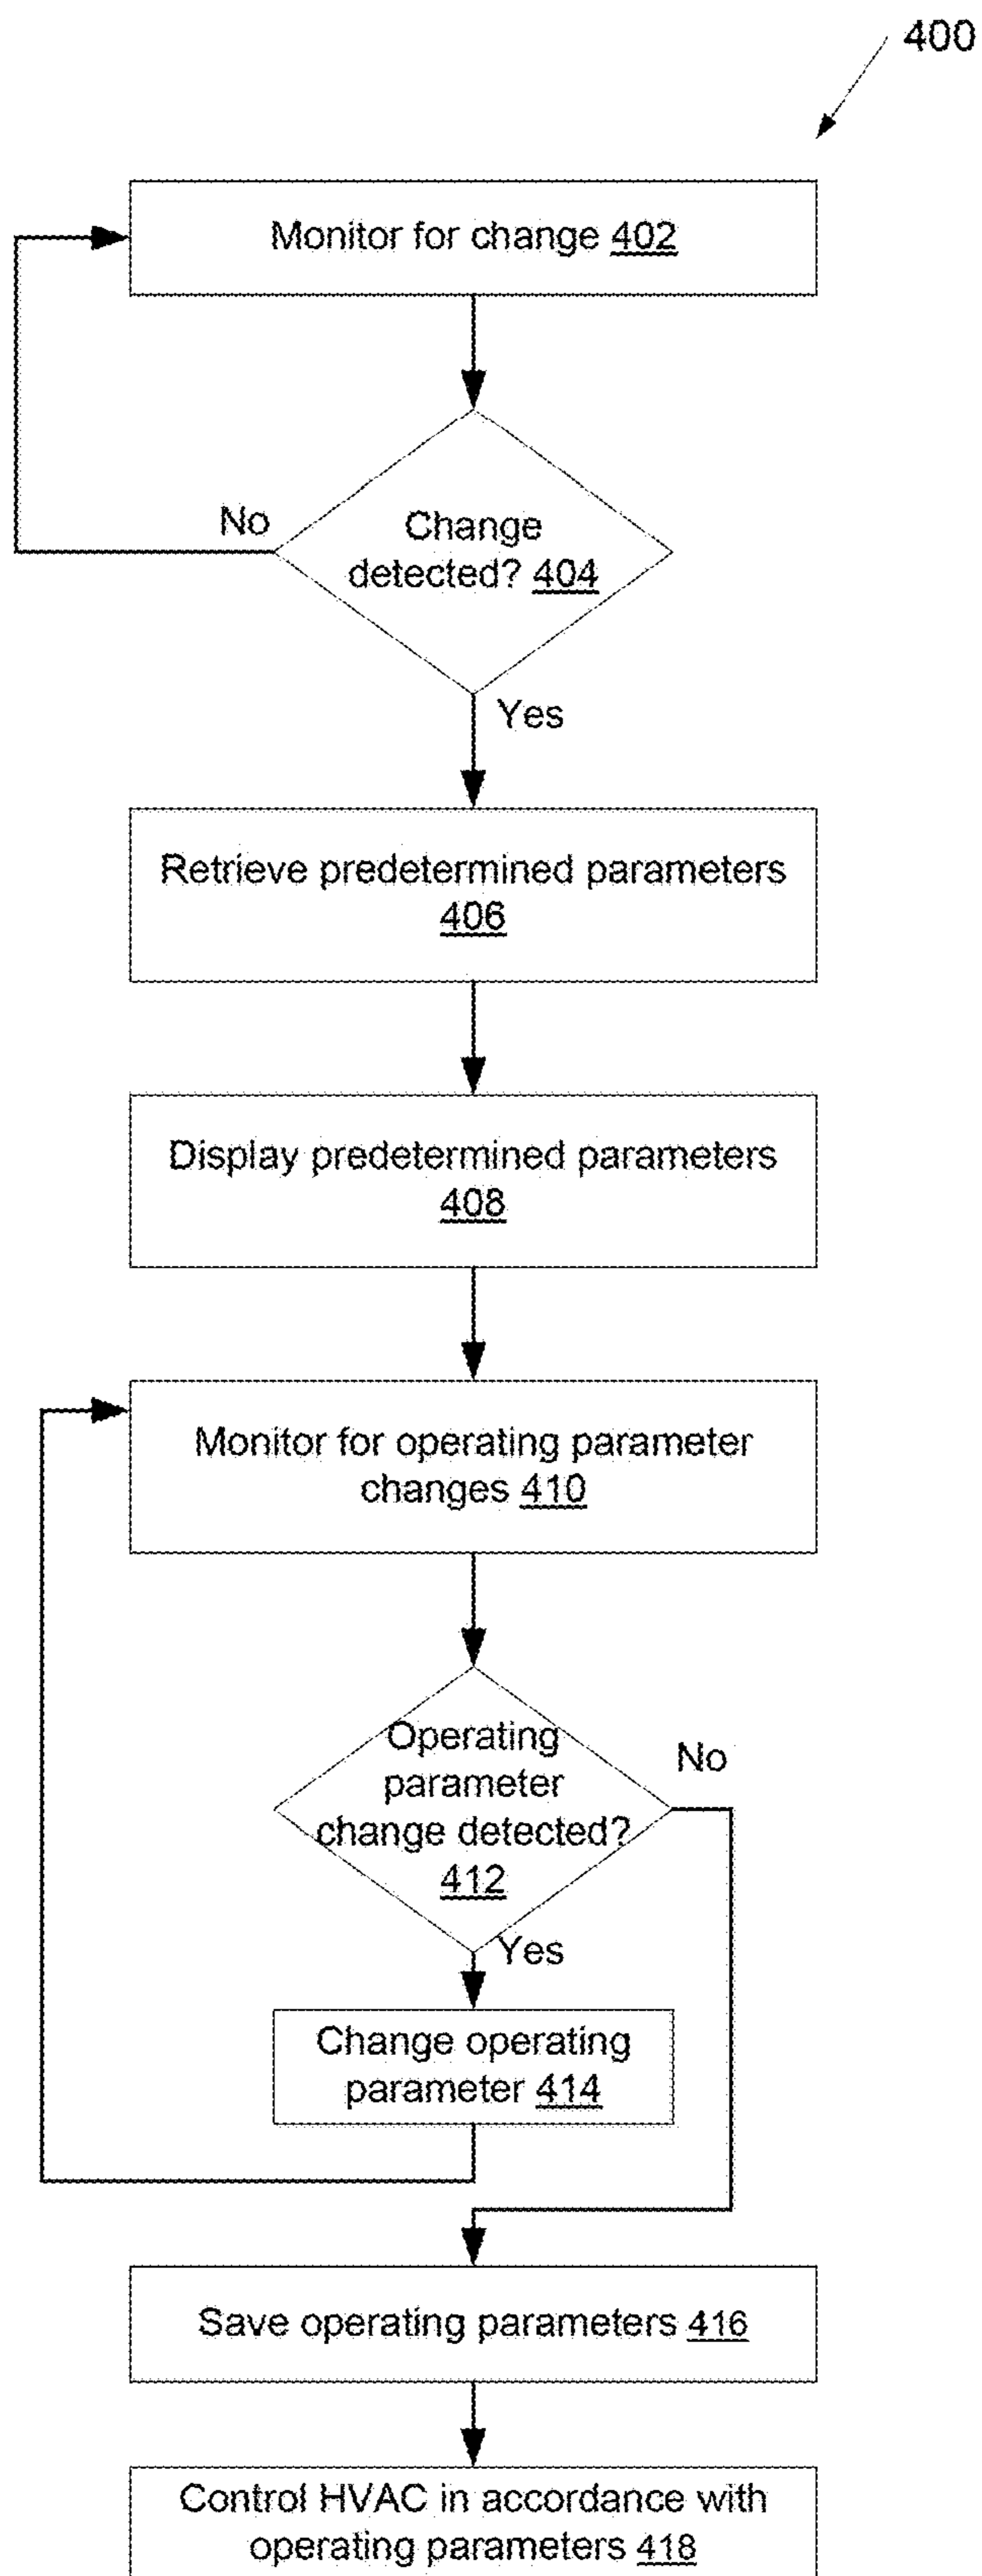 400
Monitor for change 402
Change
detected? 404
No
Yes
Retrieve predetermined parameters
406
Display predetermined parameters
408
Monitor for operating parameter
changes 410
Operating
parameter
change detected?
412
No
Yes
Change operating
parameter 414
Save operating parameters 416
Control HVAC in accordance with
operating parameters 418